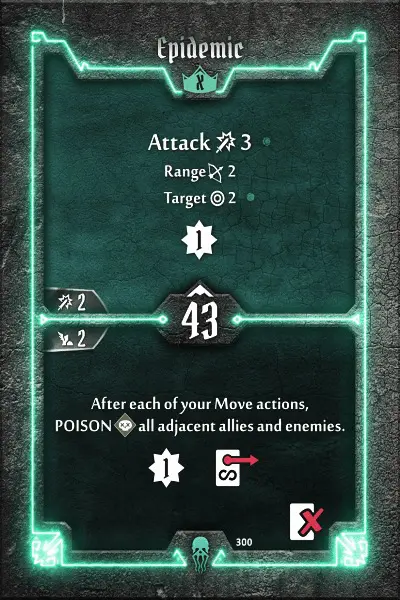 Epidemic
X
Attack 3
Range 2
Target 2
1
2
43
2
After each of your Move actions,
POISON all adjacent allies and enemies.
1
S
300